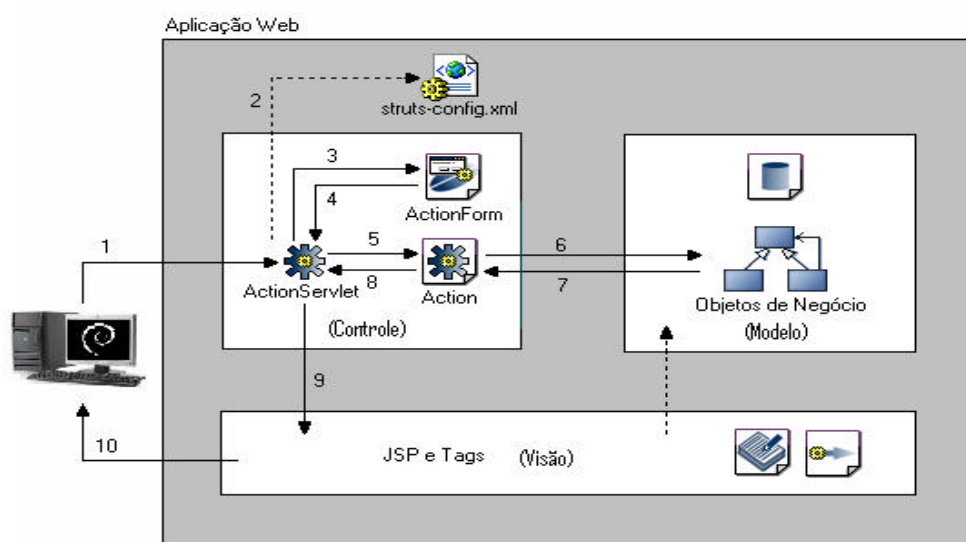 Aplicação Web
2
struts-config.xml
3
4
ActionForm
1
5
6
8
7
ActionServlet
Action
Objetos de Negócio
(Controle)
(Modelo)
9
10
JSP e Tags
(Visão)